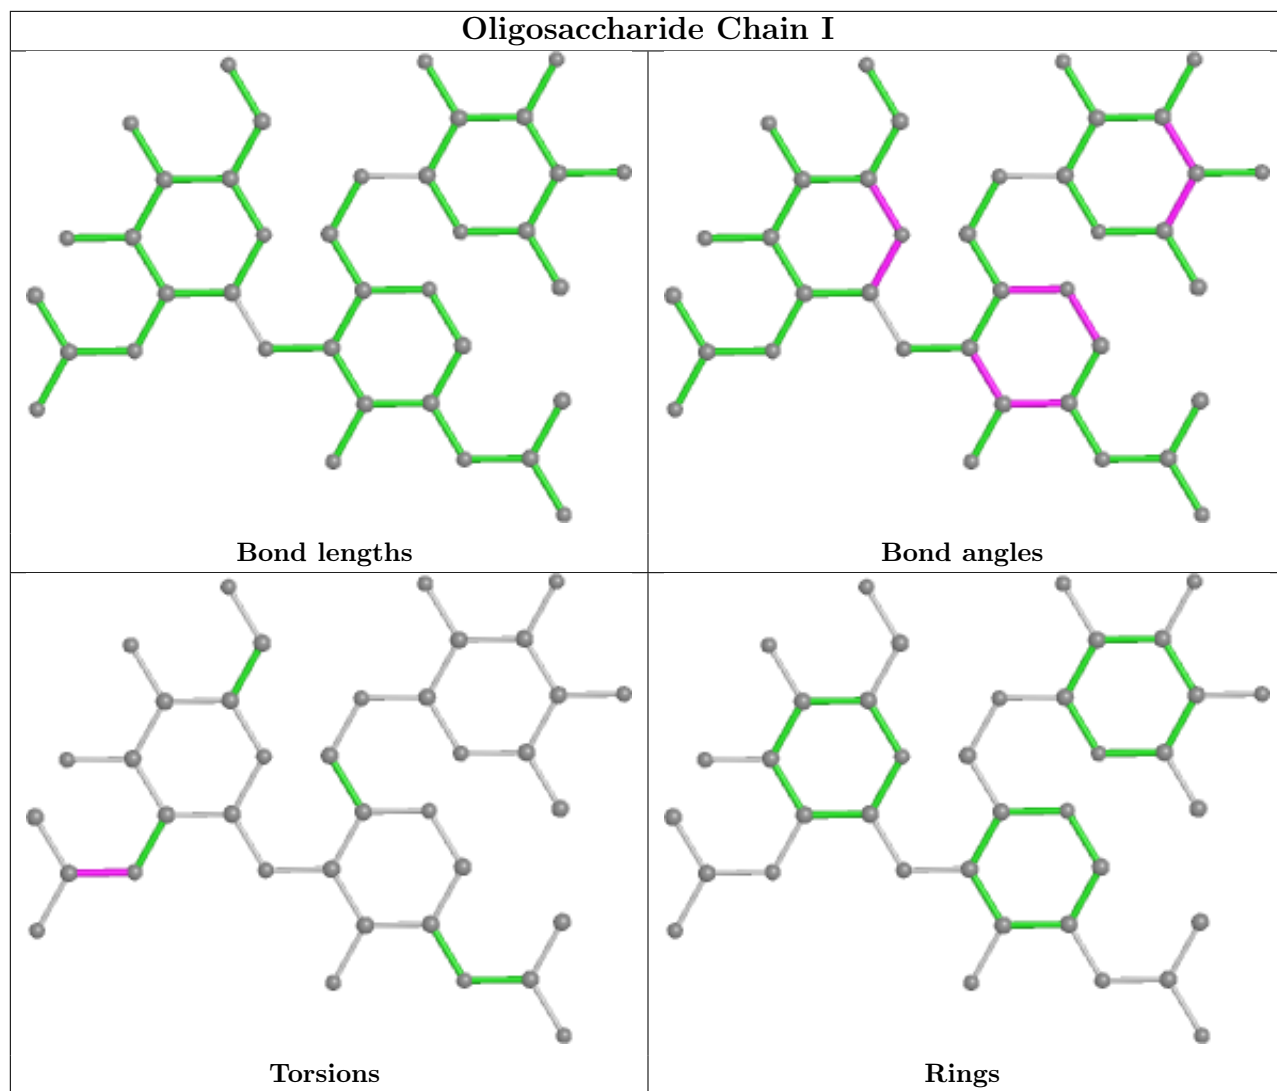 Oligosaccharide Chain I
Bond lengths
Bond angles
Torsions
Rings